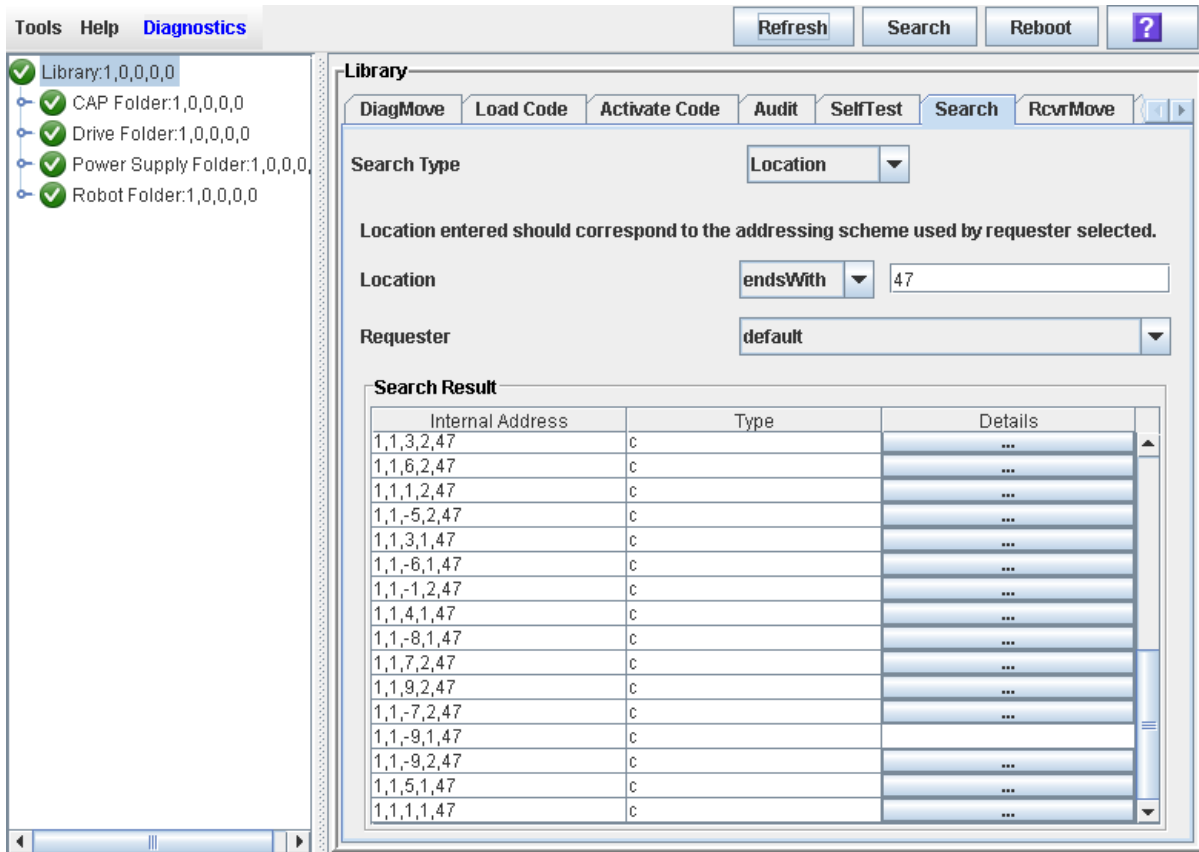 Tools Help Diagnostics Refresh Search Reboot ?
Library:1,0,0,0,0
CAP Folder:1,0,0,0,0
Drive Folder:1,0,0,0,0
Power Supply Folder:1,0,0,0,
Robot Folder:1,0,0,0,0
Library
DiagMove Load Code Activate Code Audit SelfTest Search RcvrMove
Search Type Location
Location entered should correspond to the addressing scheme used by requester selected.
Location endsWith 47
Requester default
Search Result
Internal Address Type Details
1,1,3,2,47 c ...
1,1,6,2,47 c ...
1,1,1,2,47 c ...
1,1,-5,2,47 c ...
1,1,3,1,47 c ...
1,1,-6,1,47 c ...
1,1,-1,2,47 c ...
1,1,4,1,47 c ...
1,1,-8,1,47 c ...
1,1,7,2,47 c ...
1,1,9,2,47 c ...
1,1,-7,2,47 c ...
1,1,-9,1,47 c
1,1,-9,2,47 c ...
1,1,5,1,47 c ...
1,1,1,1,47 c ...